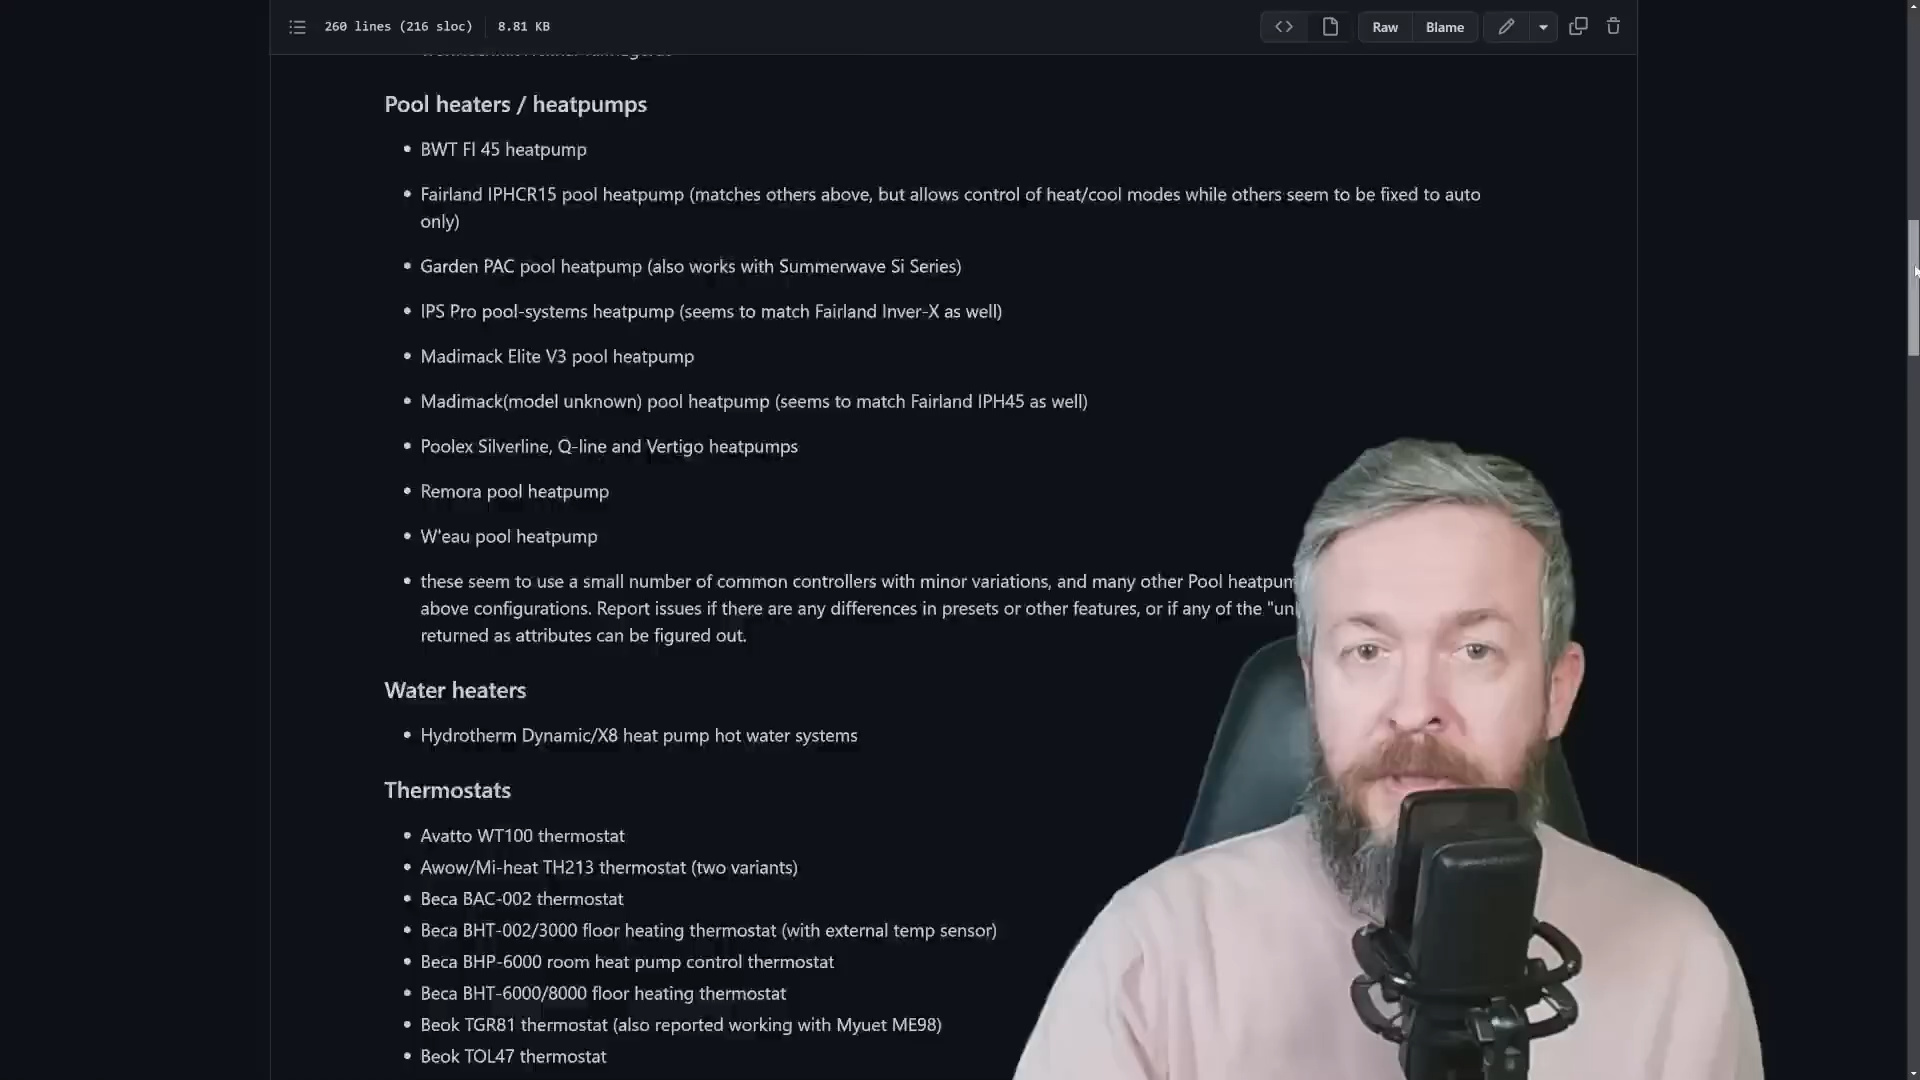 260 lines (216 sloc)
8.81 KB
Raw
Blame
Pool heaters / heatpumps
BWT FI 45 heatpump
Fairland IPHCR15 pool heatpump (matches others above, but allows control of heat/cool modes while others seem to be fixed to auto
only)
Garden PAC pool heatpump (also works with Summerwave Si Series)
IPS Pro pool-systems heatpump (seems to match Fairland Inver-X as well)
Madimack Elite V3 pool heatpump
Madimack(model unknown) pool heatpump (seems to match Fairland IPH45 as well)
Poolex Silverline, Q-line and Vertigo heatpumps
Remora pool heatpump
W'eau pool heatpump
these seem to use a small number of common controllers with minor variations, and many other Pool
above configurations. Report issues if there are any differences in presets or other features, or if any of the
returned as attributes can be figured out.
Water heaters
Hydrotherm Dynamic/X8 heat pump hot water systems
Thermostats
Avatto WT100 thermostat
Awow/Mi-heat TH213 thermostat (two variants)
Beca BAC-002 thermostat
Beca BHT-002/3000 floor heating thermostat (with external temp sensor)
Beca BHP-6000 room heat pump control thermostat
Beca BHT-6000/8000 floor heating thermostat
Beok TGR81 thermostat (also reported working with Myuet ME98)
Beok TOL47 thermostat